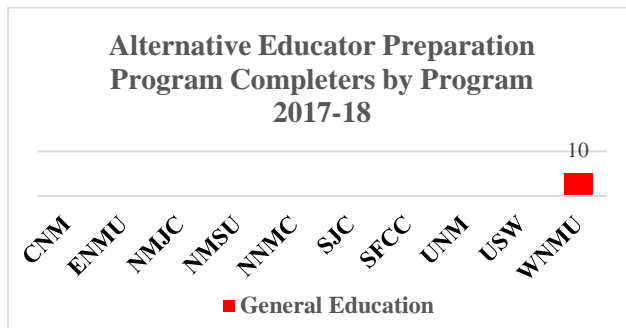 Alternative Educator Preparation
Program Completers by Program
2017-18
10
CNM
ENMU
NMJC
NMSU
NNMC
SJC
SFCC
UNM
USW
WNMU
General Education